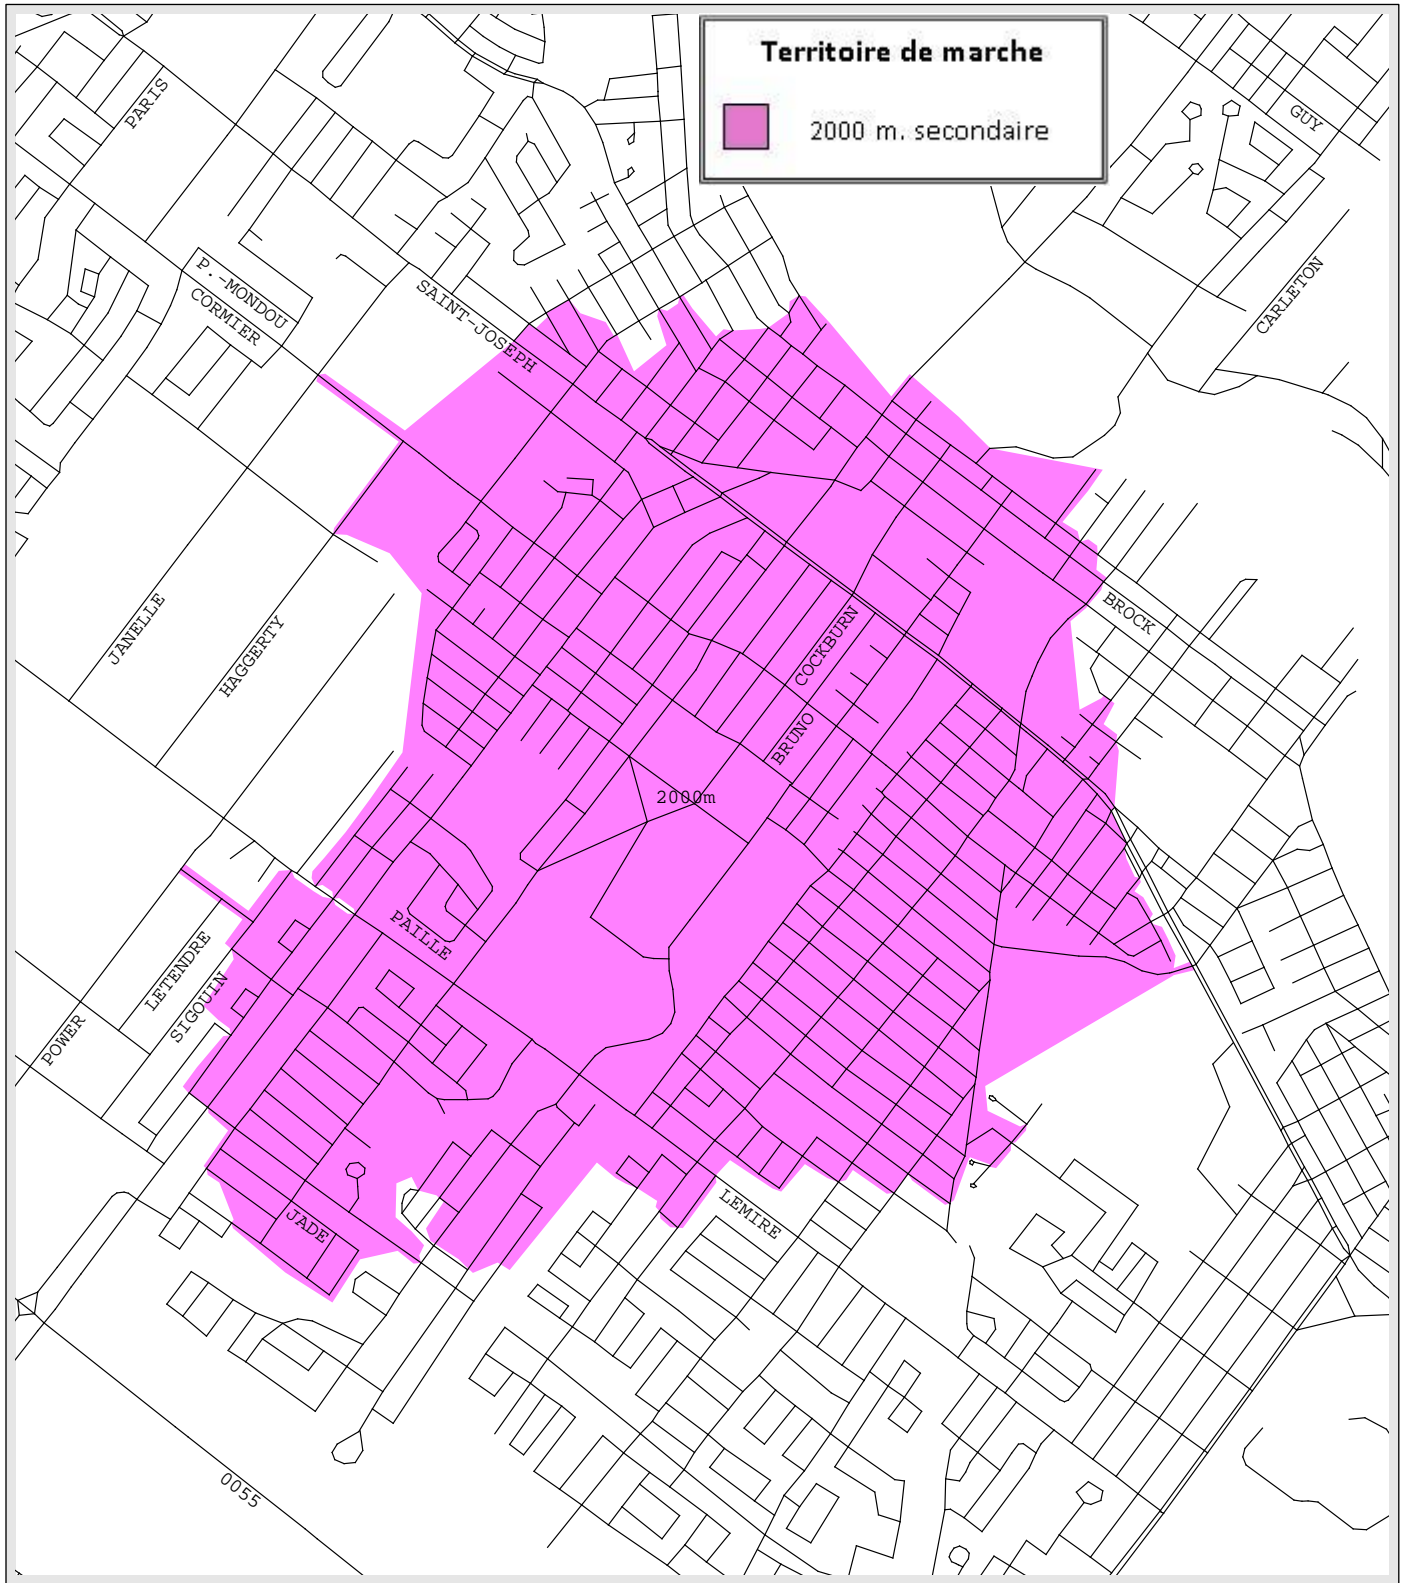 Territoire de marche
2000 m. secondaire
PARIS
GUY
P.-MONDOU
CORMIER
SAINT-JOSEPH
CARLETON
JANELLE
HAGGERTY
COCKBURN
BROCK
BRUNO
2000m
PAILLE
LETENDRE
SIGOUIN
POWER
JADE
LEMIRE
0055